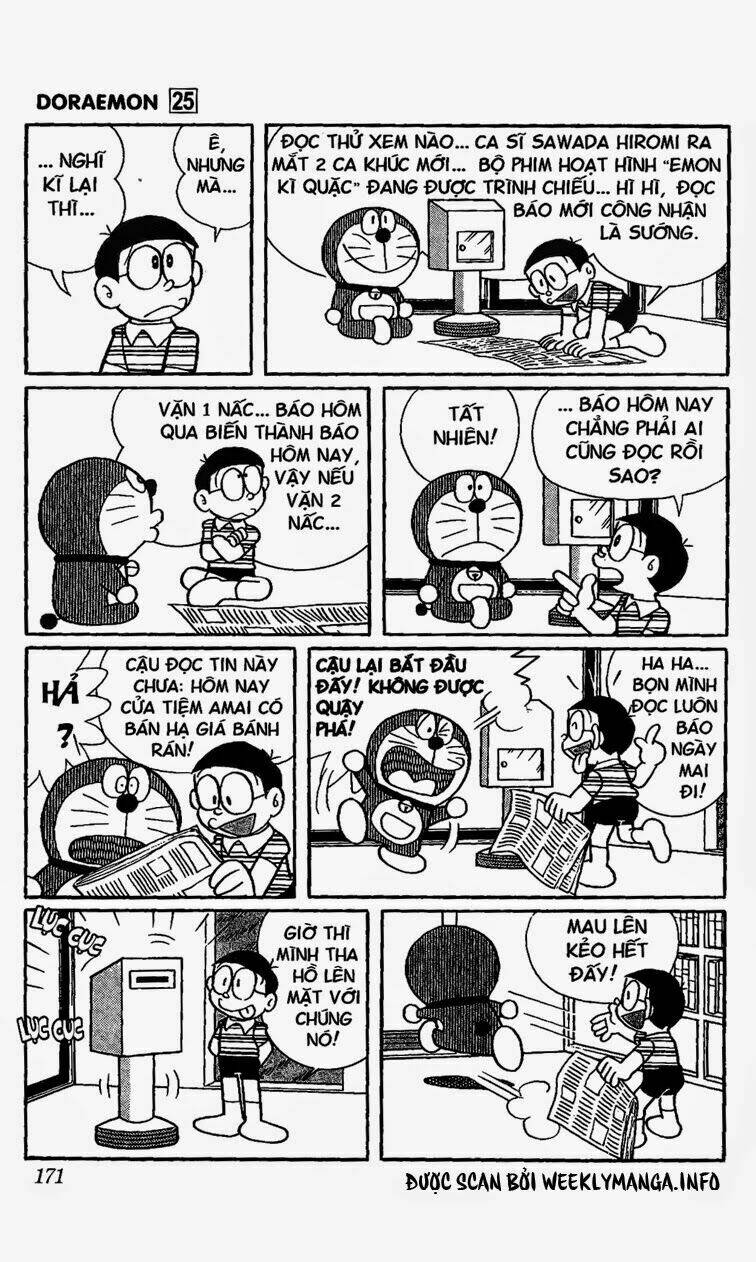 DORAEMON 25
ĐỌC THỬ XEM NÀO... CA SĨ SAWADA HIROMI RA
MẮT 2 CA KHÚC MỚI... BỘ PHIM HOẠT HÌNH "EMON
KÌ QUẶC" ĐANG ĐƯỢC TRÌNH CHIẾU... HÌ HÌ, ĐỌC
BÁO MỚI CÔNG NHẬN
LÀ SƯỚNG.
Ê,
NHƯNG
MÀ...
... NGHĨ
KĨ LẠI
THÌ...
... BÁO HÔM NAY
CHẲNG PHẢI AI
CŨNG ĐỌC RỒI
SAO?
TẤT
NHIÊN!
VẶN 1 NẤC... BÁO HÔM
QUA BIẾN THÀNH BÁO
HÔM NAY,
VẬY NẾU
VẶN 2
NẤC...
HA HA...
BỌN MÌNH
ĐỌC LUÔN
BÁO
NGÀY
MAI
ĐI!
CẬU LẠI BẮT ĐẦU
ĐẤY! KHÔNG ĐƯỢC
QUẬY
PHÁ!
CẬU ĐỌC TIN NÀY
CHƯA: HÔM NAY
CỬA TIỆM AMAI CÓ
BÁN HẠ GIÁ BÁNH
RÁN!
HẢ
?
MAU LÊN
KẺO HẾT
ĐẤY!
GIỜ THÌ
MÌNH THA
HỒ LÊN
MẶT VỚI
CHÚNG
NÓ!
LỤC CỤC
LỤC CỤC
171
ĐƯỢC SCAN BỞI WEEKLYMANGA.INFO